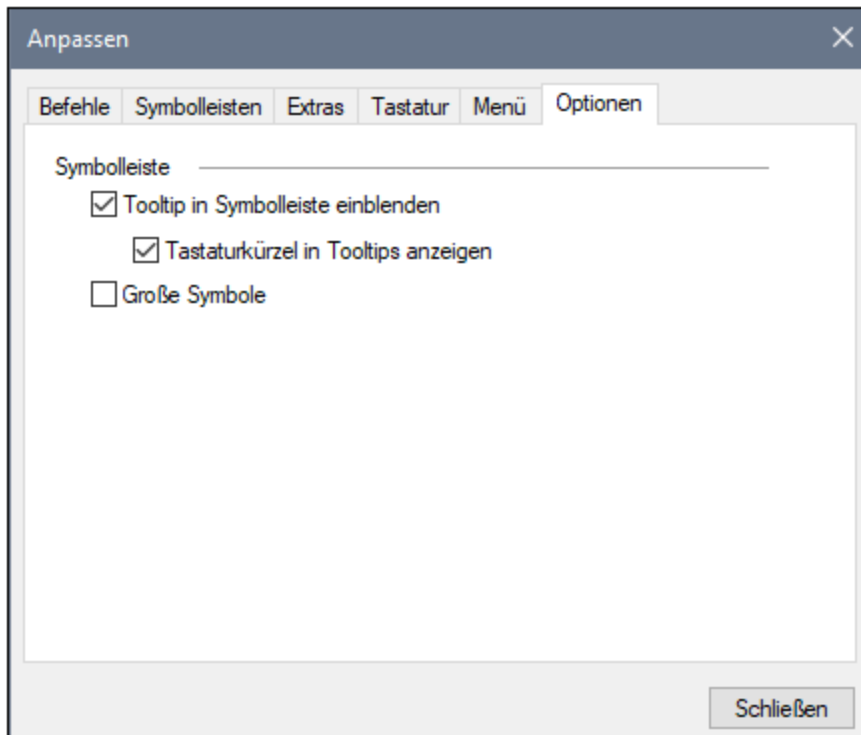 Anpassen
Befehle Symbolleisten Extras Tastatur Menü Optionen
Symbolleiste
Tooltip in Symbolleiste einblenden
Tastaturkürzel in Tooltips anzeigen
Große Symbole
Schließen